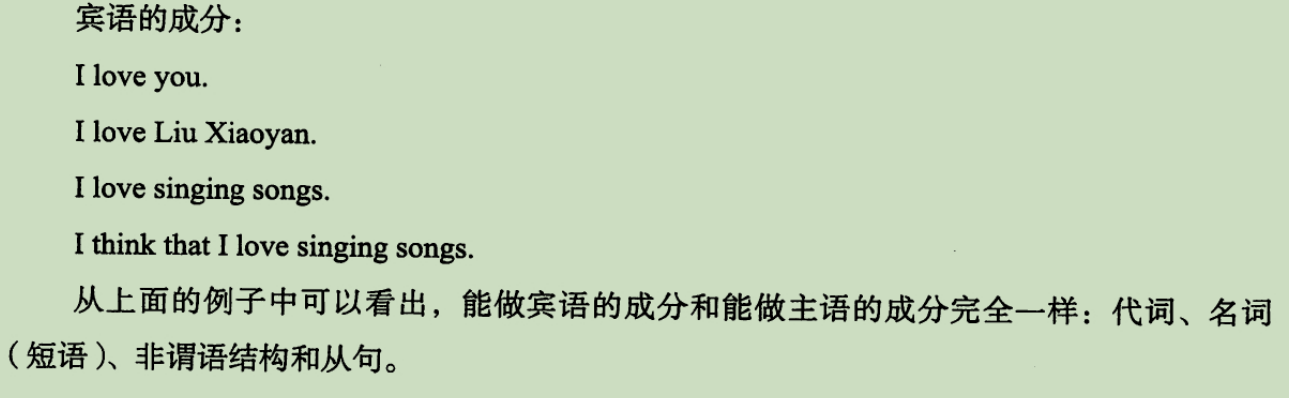 宾语的成分：
I love you.
I love Liu Xiaoyan.
I love singing songs.
I think that I love singing songs.
从上面的例子中可以看出，能做宾语的成分和能做主语的成分完全一样：代词、名词
（短语）、非谓语结构和从句。